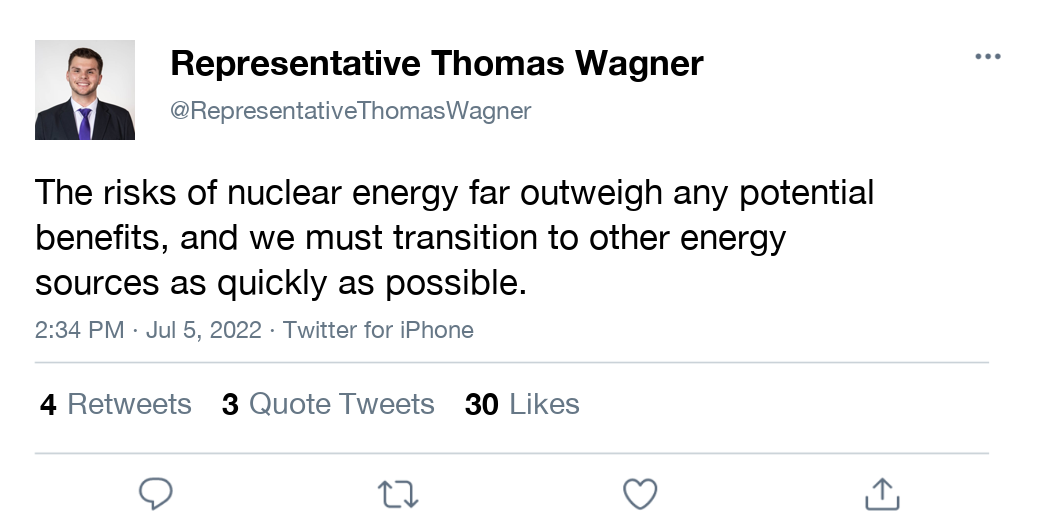 Representative Thomas Wagner
@RepresentativeThomasWagner
The risks of nuclear energy far outweigh any potential
benefits, and we must transition to other energy
sources as quickly as possible.
2:34 PM · Jul 5, 2022 · Twitter for iPhone
4 Retweets 3 Quote Tweets 30 Likes